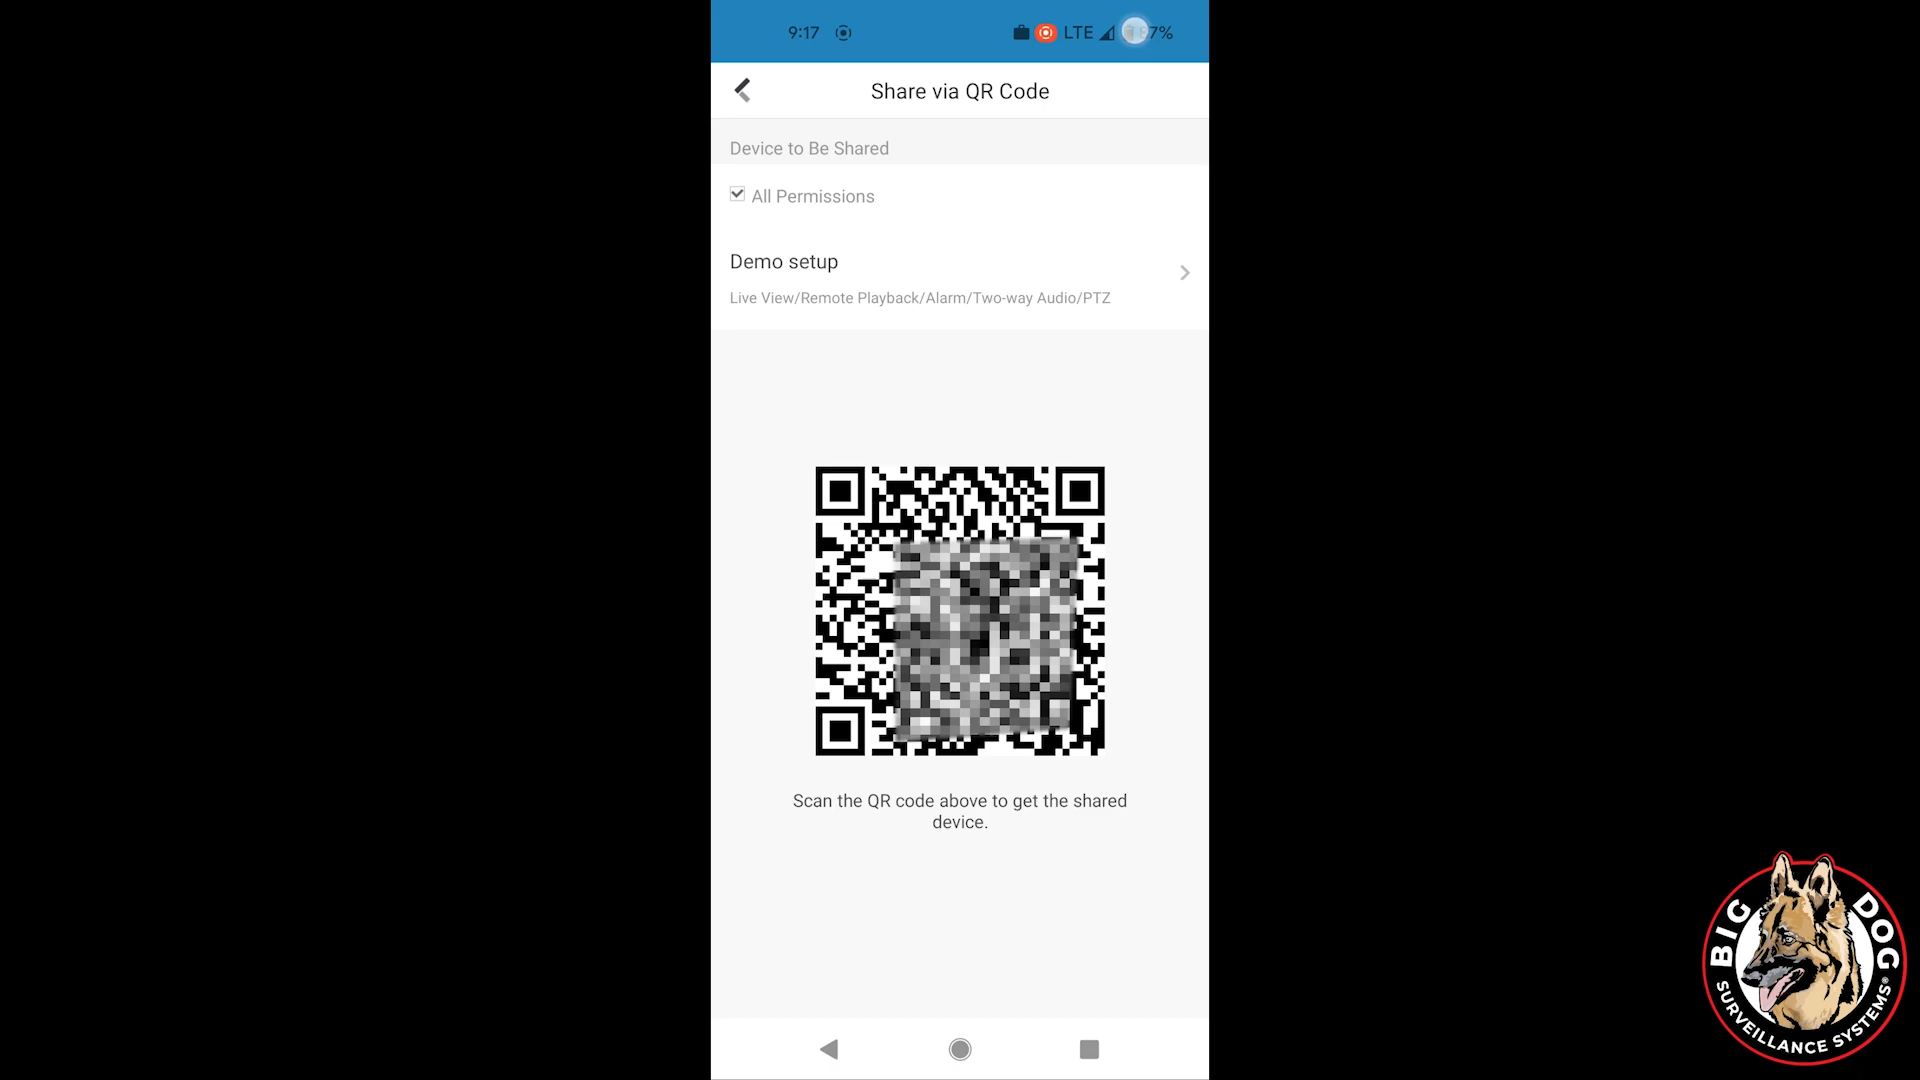 9:17
LTE
7%
Share via QR Code
Device to Be Shared
All Permissions
Demo setup
Live View/Remote Playback/Alarm/Two-way Audio/PTZ
Scan the QR code above to get the shared
device.
BIG DOG
SURVEILLANCE SYSTEMS®